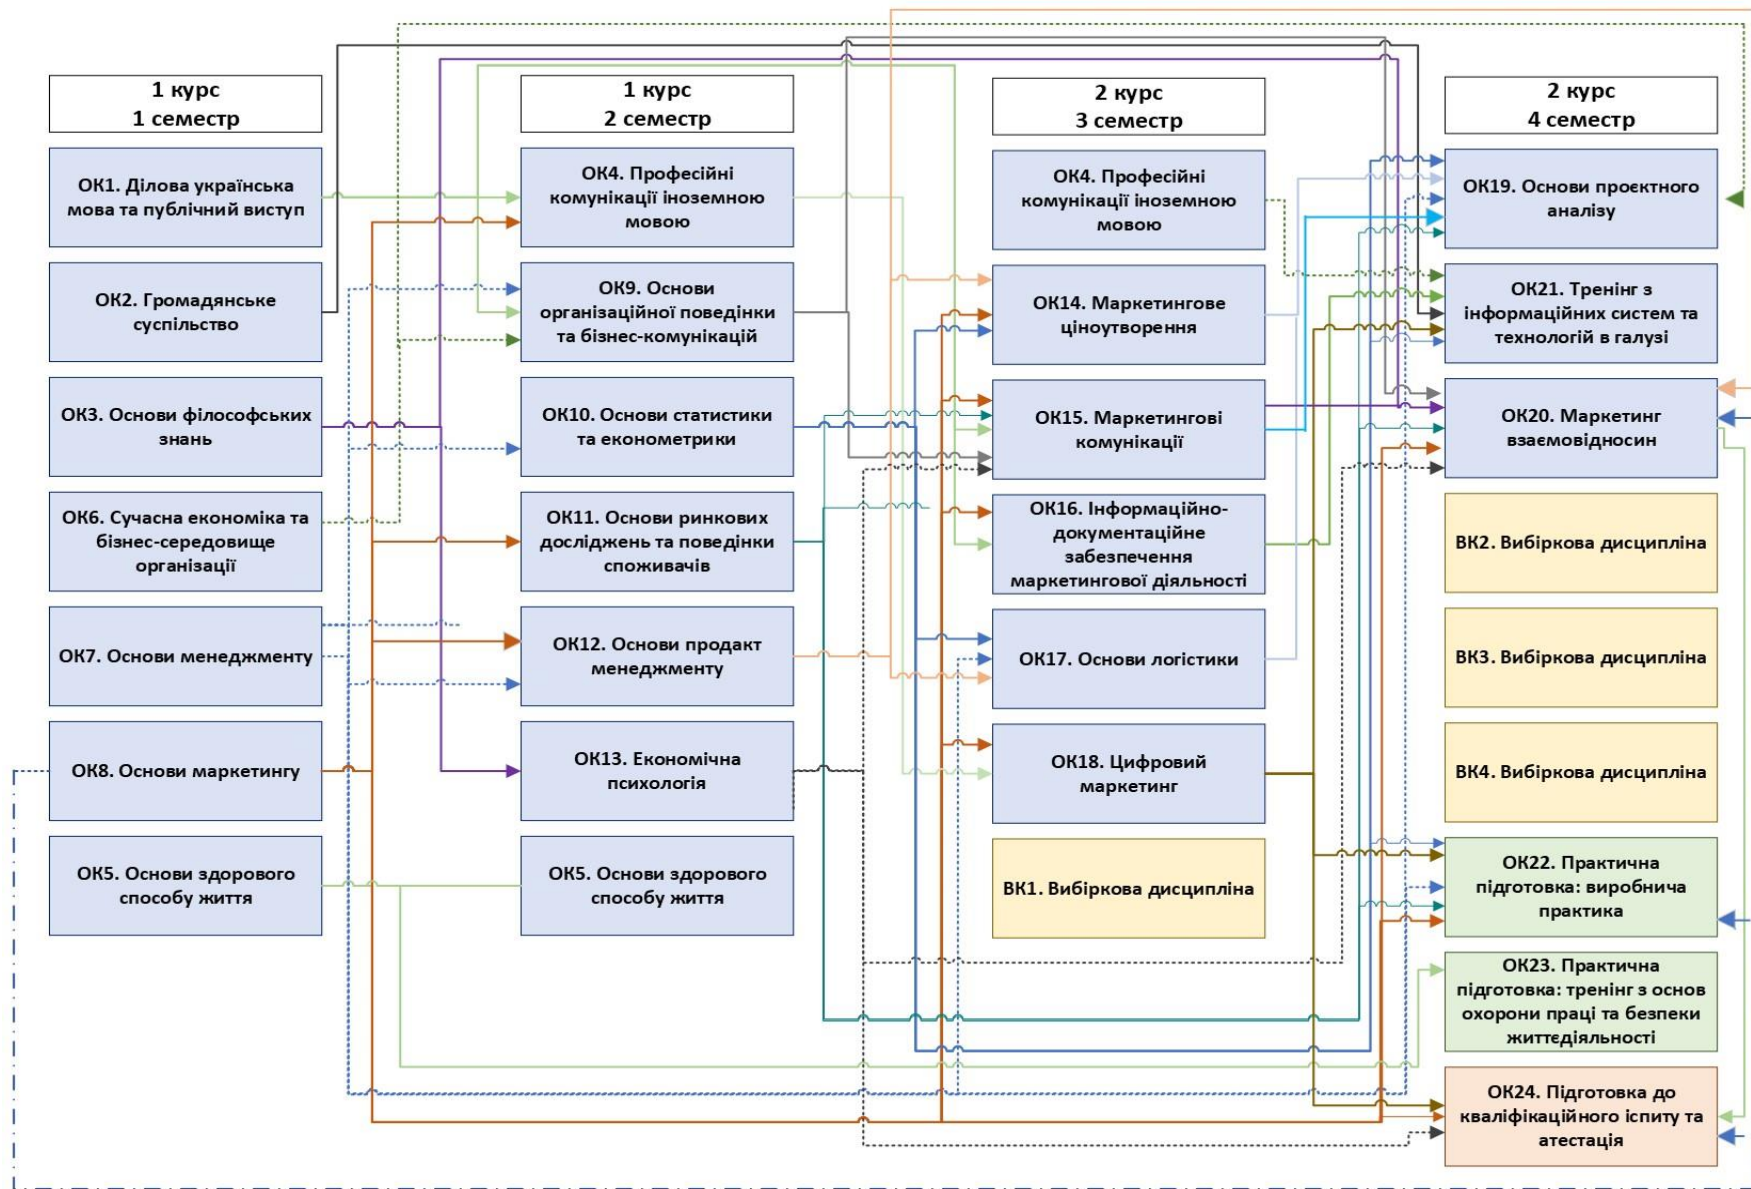 1 курс
1 семестр
ОК1. Ділова українська
мова та публічний виступ
ОК2. Громадянське
суспільство
ОК3. Основи філософських
знань
ОК6. Сучасна економіка та
бізнес-середовище
організації
ОК7. Основи менеджменту
ОК8. Основи маркетингу
ОК5. Основи здорового
способу життя
1 курс
2 семестр
ОК4. Професійні
комунікації іноземною
мовою
ОК9. Основи
організаційної поведінки
та бізнес-комунікацій
ОК10. Основи статистики
та економетрики
ОК11. Основи ринкових
досліджень та поведінки
споживачів
ОК12. Основи продакт
менеджменту
ОК13. Економічна
психологія
ОК5. Основи здорового
способу життя
2 курс
3 семестр
ОК4. Професійні
комунікації іноземною
мовою
ОК14. Маркетингове
ціноутворення
ОК15. Маркетингові
комунікації
ОК16. Інформаційно-
документаційне
забезпечення
маркетингової діяльності
ОК17. Основи логістики
ОК18. Цифровий
маркетинг
ВК1. Вибіркова дисципліна
2 курс
4 семестр
ОК19. Основи проєктного
аналізу
ОК21. Тренінг з
інформаційних систем та
технологій в галузі
ОК20. Маркетинг
взаємовідносин
ВК2. Вибіркова дисципліна
ВК3. Вибіркова дисципліна
ВК4. Вибіркова дисципліна
ОК22. Практична
підготовка: виробнича
практика
ОК23. Практична
підготовка: тренінг з основ
охорони праці та безпеки
життєдіяльності
ОК24. Підготовка до
кваліфікаційного іспиту та
атестація